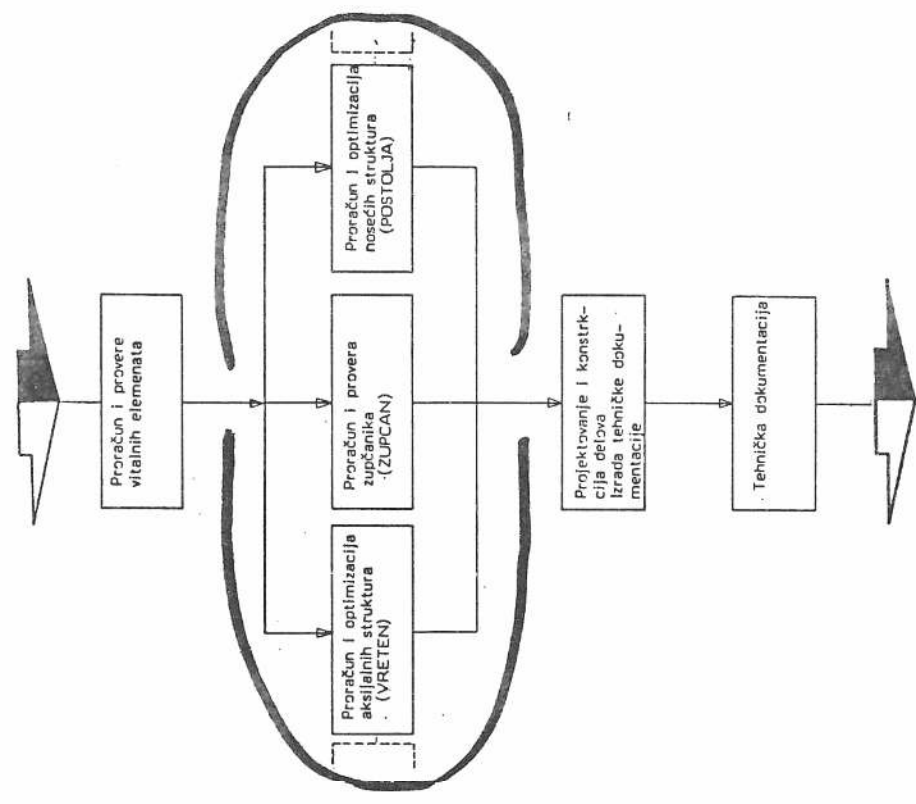 Proračun i provere
vitalnih elemenata
Proračun i optimizacija
aksijalnih struktura
(VRETEN)
Proračun i provera
zupčanika
(ZUPCAN)
Proračun i optimizacija
nosećih struktura
(POSTOLJA)
Projektovanje i konstrk-
cija delova
Izrada tehničke doku-
mentacije
Tehnička dokumentacija